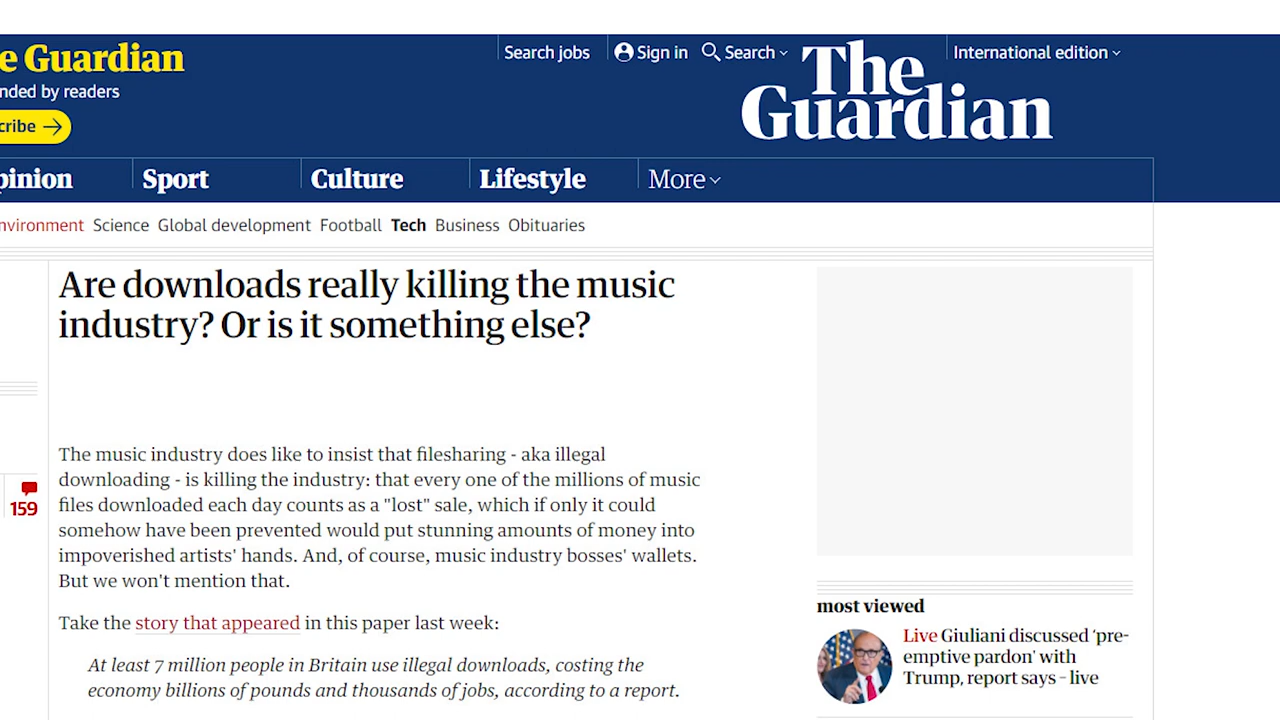 e Guardian
nded by readers
cribe
Search jobs
Sign in
Search
The
Guardian
International edition
pinion
Sport
Culture
Lifestyle
More
nvironment Science Global development Football Tech Business Obituaries
Are downloads really killing the music
industry? Or is it something else?
159
The music industry does like to insist that filesharing - aka illegal
downloading - is killing the industry: that every one of the millions of music
files downloaded each day counts as a "lost" sale, which if only it could
somehow have been prevented would put stunning amounts of money into
impoverished artists' hands. And, of course, music industry bosses' wallets.
But we won't mention that.
Take the story that appeared in this paper last week:
At least 7 million people in Britain use illegal downloads, costing the
economy billions of pounds and thousands of jobs, according to a report.
most viewed
Live Giuliani discussed ‘pre-
emptive pardon’ with
Trump, report says – live